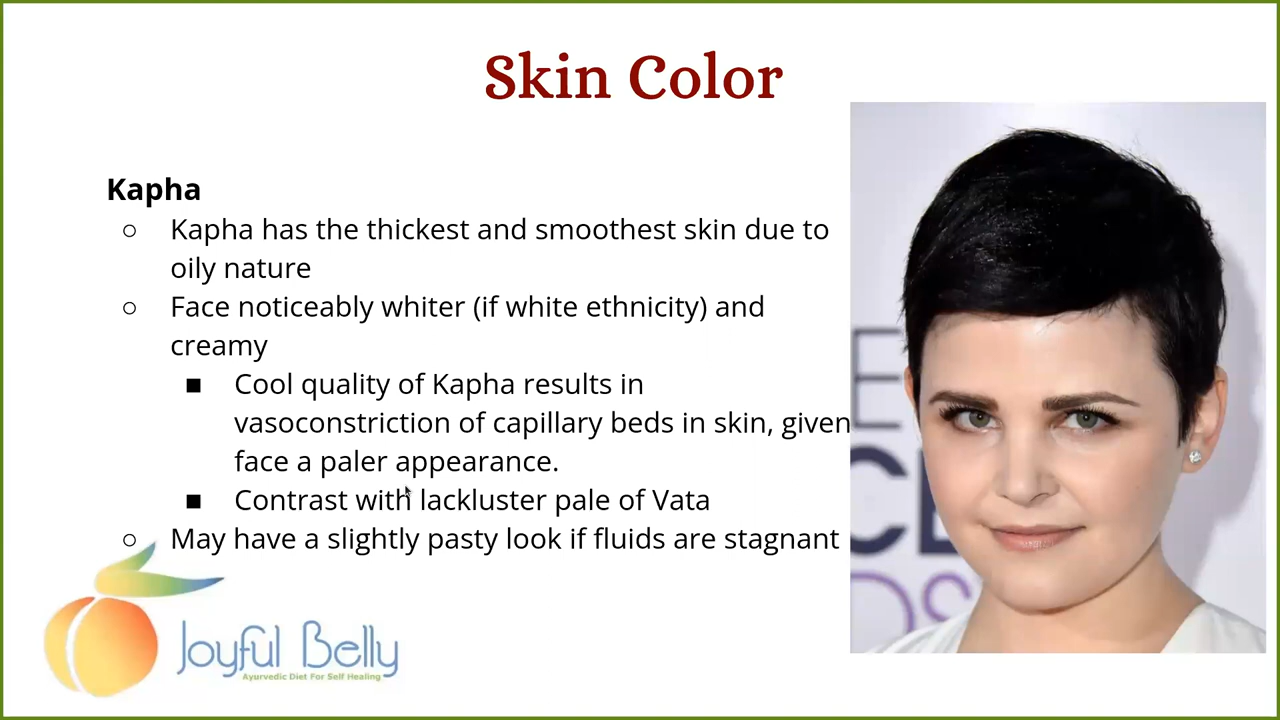 Skin Color
Kapha
○ Kapha has the thickest and smoothest skin due to
oily nature
○ Face noticeably whiter (if white ethnicity) and
creamy
■ Cool quality of Kapha results in
vasoconstriction of capillary beds in skin, given
face a paler appearance.
■ Contrast with lackluster pale of Vata
○ May have a slightly pasty look if fluids are stagnant
Joyful Belly
Ayurvedic Diet For Self Healing